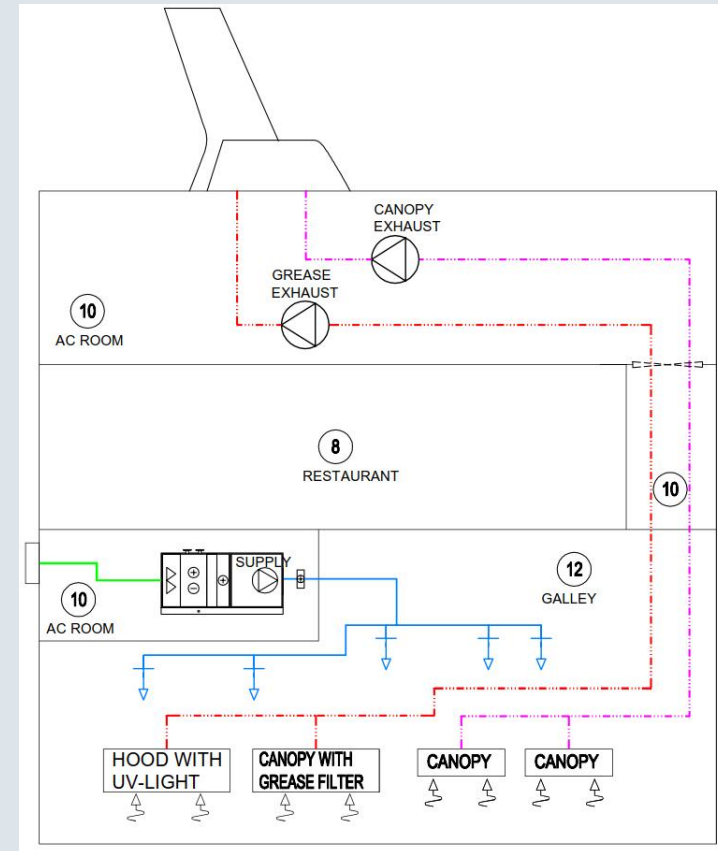 CANOPY
EXHAUST
GREASE
EXHAUST
10
AC ROOM
8
RESTAURANT
10
SUPPLY
12
GALLEY
10
AC ROOM
HOOD WITH
UV-LIGHT
CANOPY WITH
GREASE FILTER
CANOPY
CANOPY